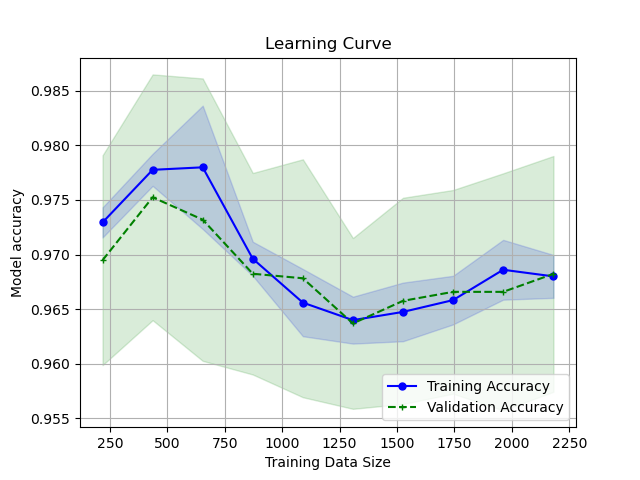 Learning Curve
0.985
0.980
0.975
0.970
0.965
0.960
0.955
Model accuracy
Training Accuracy
Validation Accuracy
250 500 750 1000 1250 1500 1750 2000 2250
Training Data Size